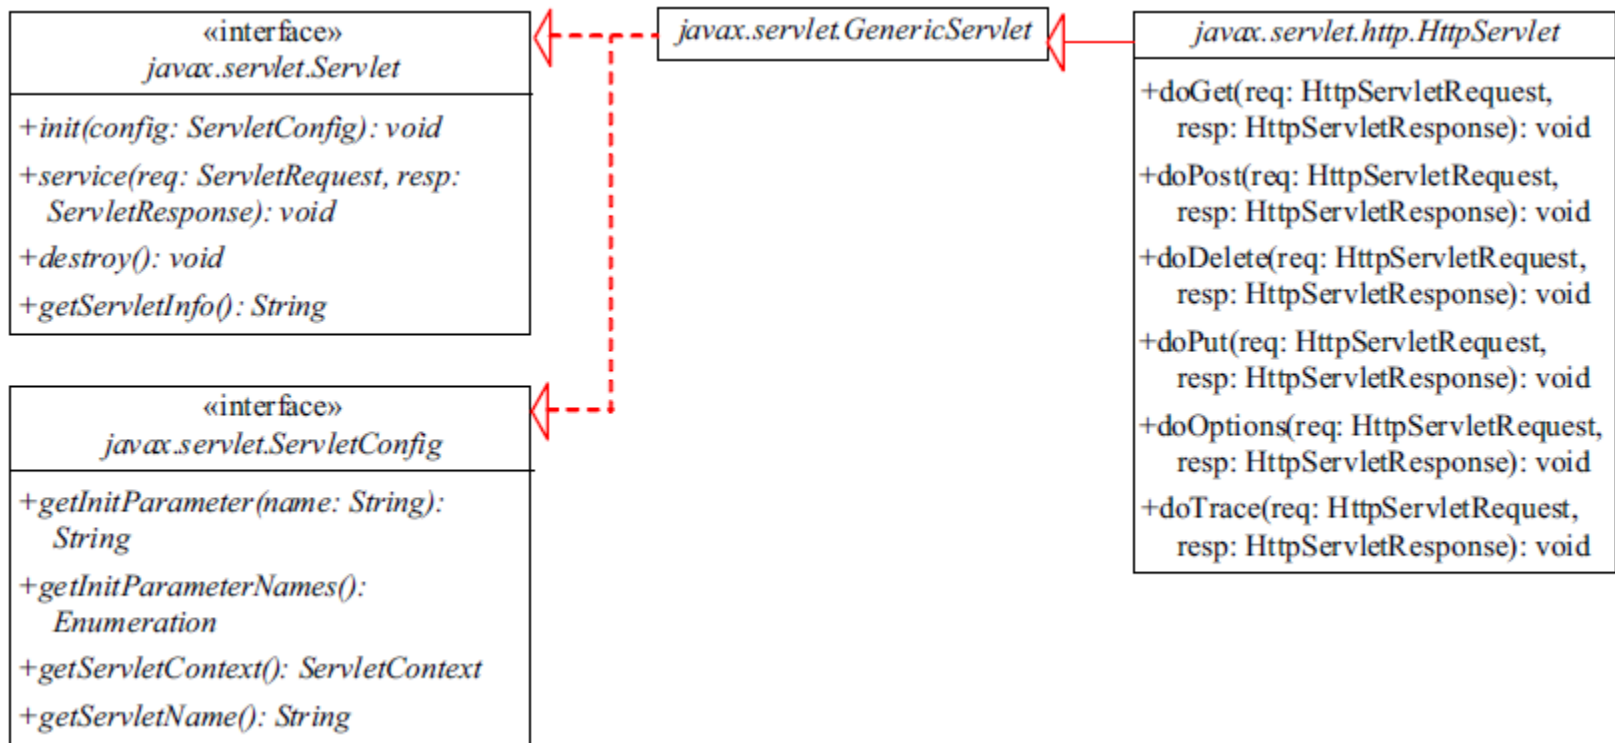 «interface»
javax.servlet.Servlet
+init(config: ServletConfig): void
+service(req: ServletRequest, resp:
ServletResponse): void
+destroy(): void
+getServletInfo(): String
«interface»
javax.servlet.ServletConfig
+getInitParameter(name: String):
String
+getInitParameterNames():
Enumeration
+getServletContext(): ServletContext
+getServletName(): String
javax.servlet.GenericServlet
javax.servlet.http.HttpServlet
+doGet(req: HttpServletRequest,
resp: HttpServletResponse): void
+doPost(req: HttpServletRequest,
resp: HttpServletResponse): void
+doDelete(req: HttpServletRequest,
resp: HttpServletResponse): void
+doPut(req: HttpServletRequest,
resp: HttpServletResponse): void
+doOptions(req: HttpServletRequest,
resp: HttpServletResponse): void
+doTrace(req: HttpServletRequest,
resp: HttpServletResponse): void